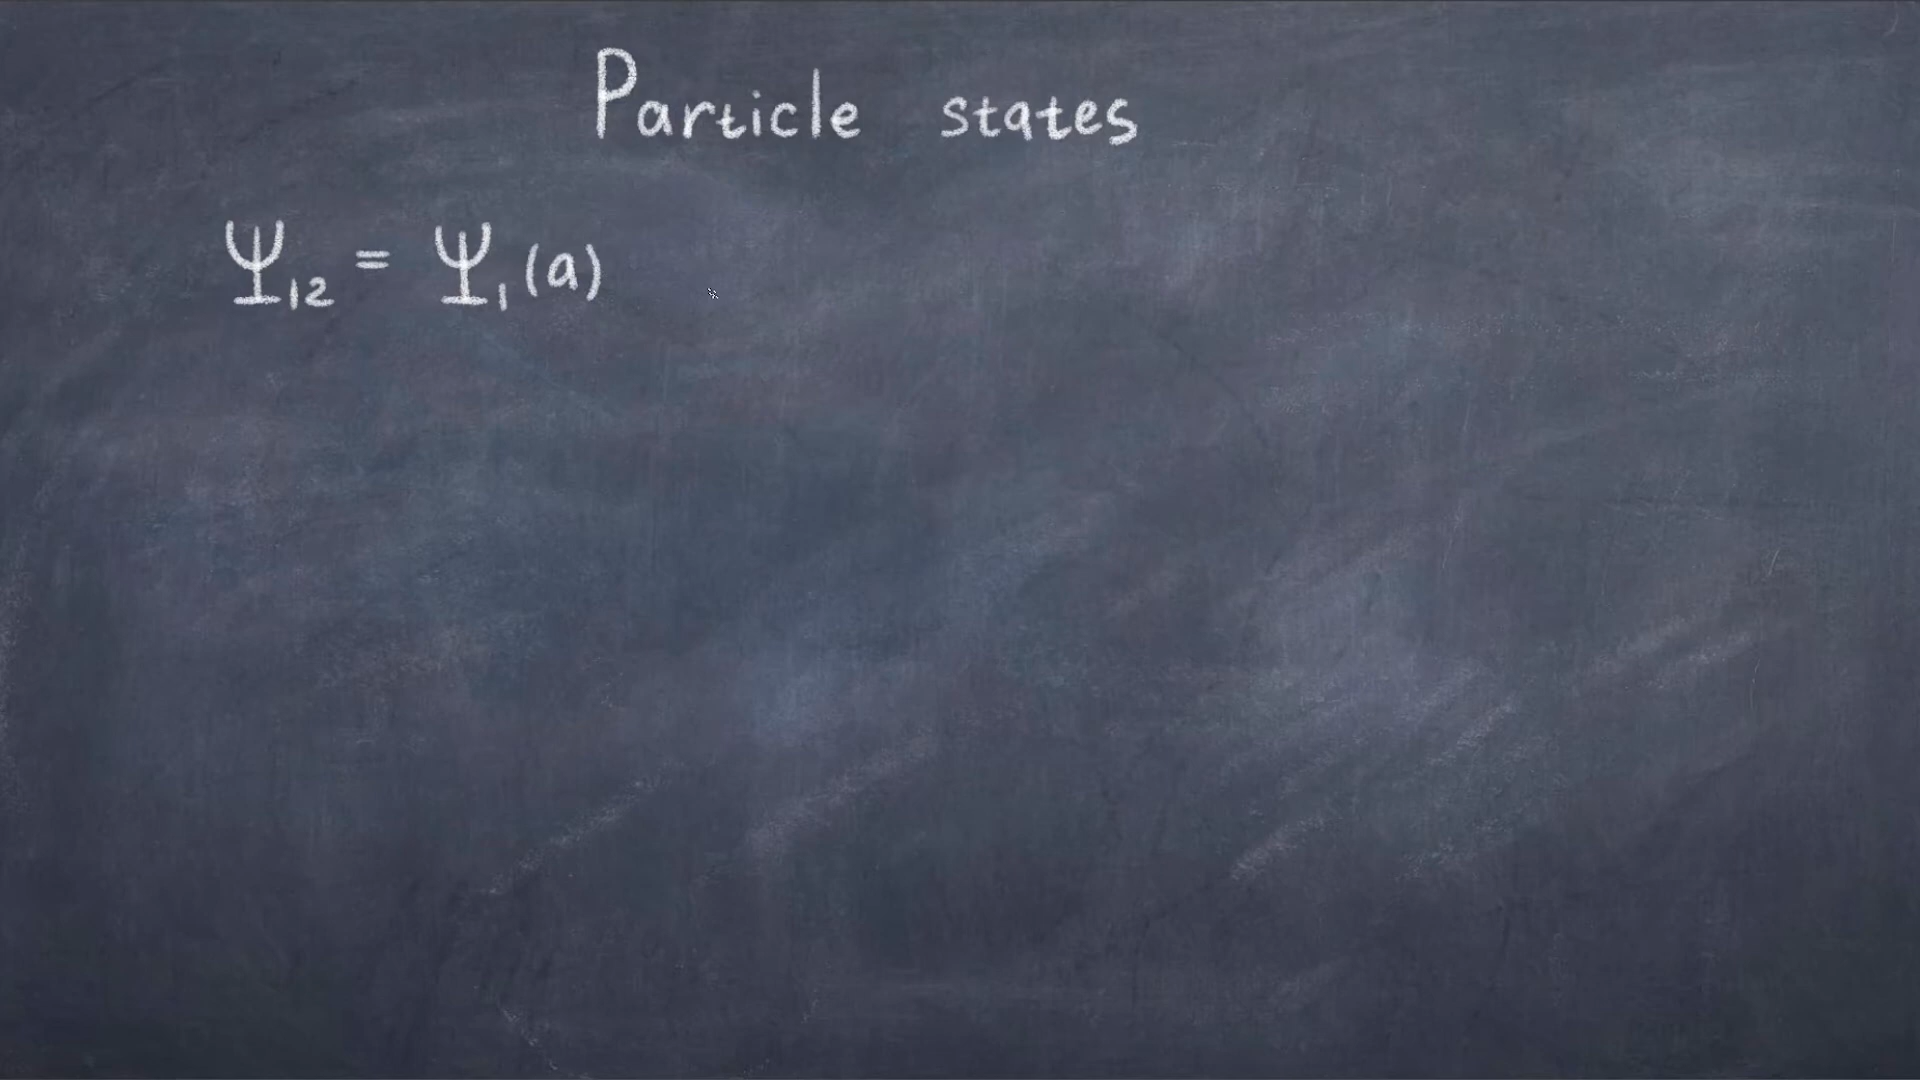 Particle states
Ψ₁₂ = Ψ₁(a)